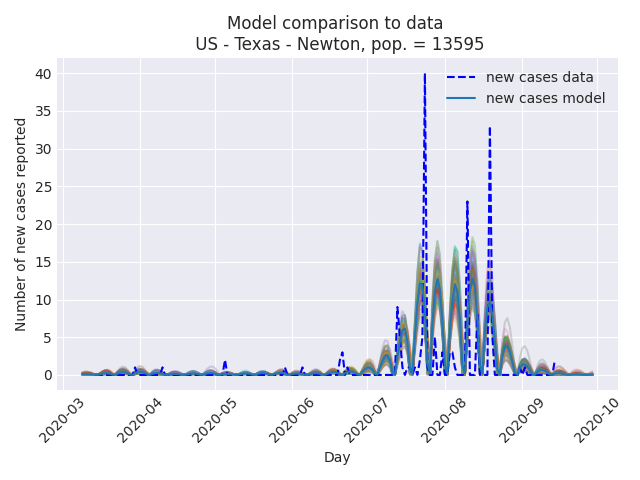 Model comparison to data
US - Texas - Newton, pop. = 13595
Number of new cases reported
40
35
30
25
20
15
10
5
0
new cases data
new cases model
2020-03
2020-04
2020-05
2020-06
2020-07
2020-08
2020-09
2020-10
Day